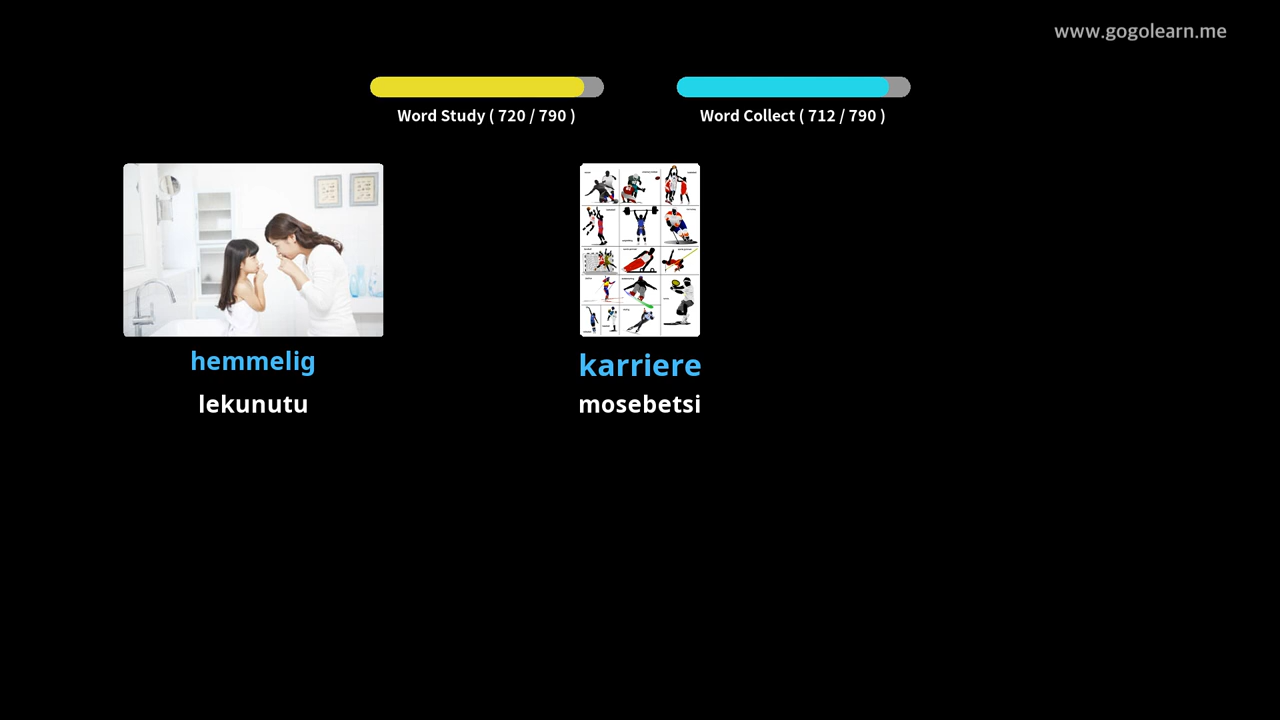 www.gogolearn.me
Word Study ( 720 / 790 )
Word Collect ( 712 / 790 )
hemmelig
karriere
lekunutu
mosebetsi